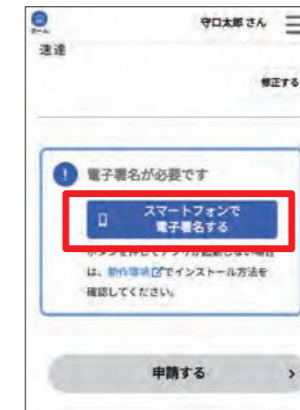 守口太郎 さん
ホーム
速達
修正する
電子署名が必要です
スマートフォンで
電子署名する
ボタンを押してアプリが起動しない場合
は、動作環境でインストール方法を
確認してください。
申請する